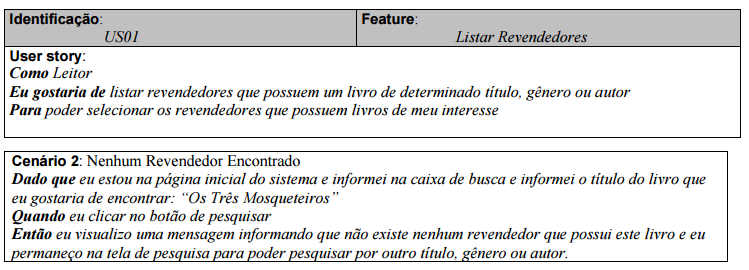 Identificação: Feature:
US01 Listar Revendedores
User story:
Como Leitor
Eu gostaria de listar revendedores que possuem um livro de determinado título, gênero ou autor
Para poder selecionar os revendedores que possuem livros de meu interesse
Cenário 2: Nenhum Revendedor Encontrado
Dado que eu estou na página inicial do sistema e informei na caixa de busca e informei o título do livro que
eu gostaria de encontrar: “Os Três Mosqueteiros”
Quando eu clicar no botão de pesquisar
Então eu visualizo uma mensagem informando que não existe nenhum revendedor que possui este livro e eu
permaneço na tela de pesquisa para poder pesquisar por outro título, gênero ou autor.